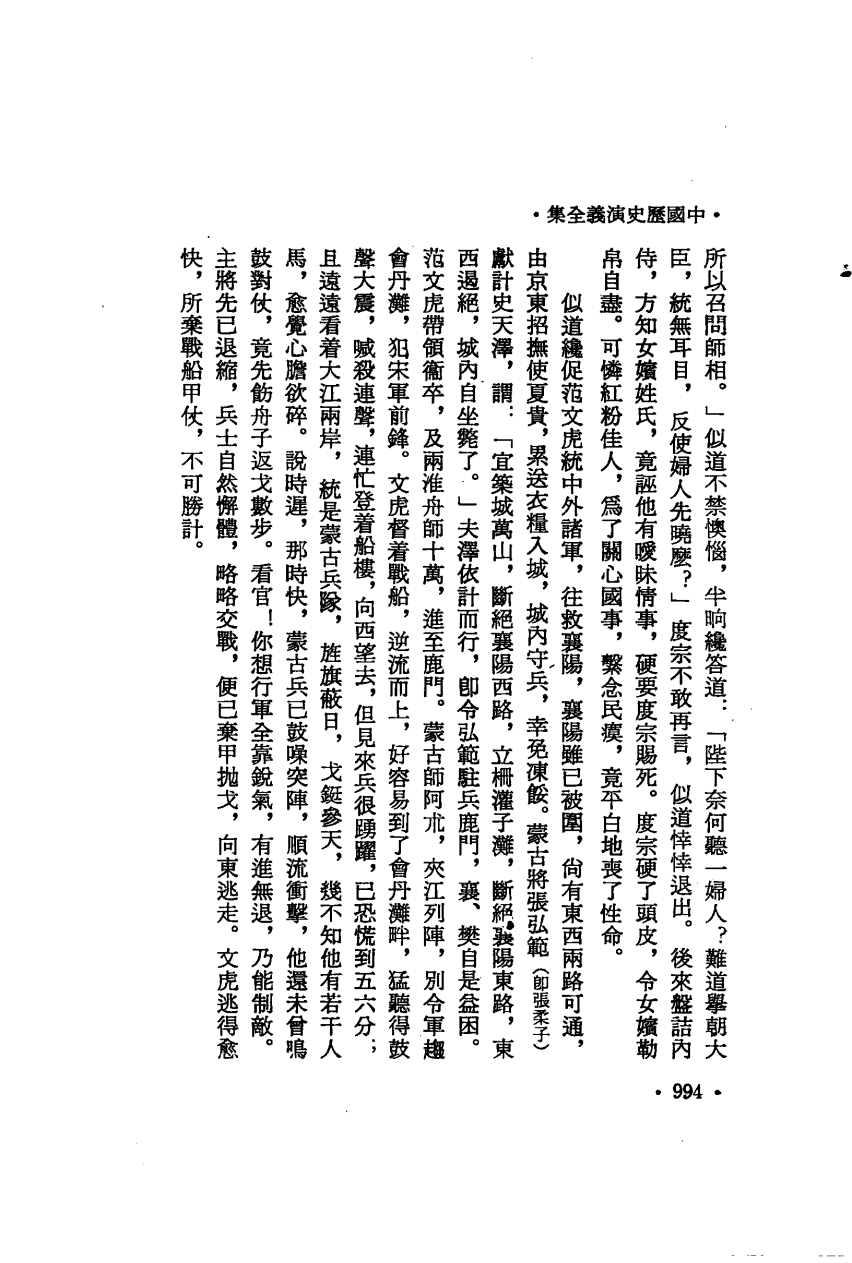 ·中國歷史演義全集·
所以召問師相。」似道不禁懊惱，半晌纔答道：「陛下奈何聽一婦人？難道舉朝大
臣，統無耳目，反使婦人先曉麼？」度宗不敢再言，似道悻悻退出。後來盤詰內
侍，方知女嬪姓氏，竟誣他有曖昧情事，硬要度宗賜死。度宗硬了頭皮，令女嬪勒
帛自盡。可憐紅粉佳人，爲了關心國事，繫念民瘼，竟平白地喪了性命。
似道纔促范文虎統中外諸軍，往救襄陽，襄陽雖已被圍，尙有東西兩路可通，
由京東招撫使夏貴，累送衣糧入城，城內守兵，幸免凍餒。蒙古將張弘範（卽張柔子）
獻計史天澤，謂：「宜築城萬山，斷絕襄陽西路，立柵灌子灘，斷絕襄陽東路，東
西遏絕，城內自坐斃了。」夫澤依計而行，卽令弘範駐兵鹿門，襄、樊自是益困。
范文虎帶領衞卒，及兩淮舟師十萬，進至鹿門。蒙古師阿朮，夾江列陣，別令軍趨
會丹灘，犯宋軍前鋒。文虎督着戰船，逆流而上，好容易到了會丹灘畔，猛聽得鼓
聲大震，喊殺連聲，連忙登着船樓，向西望去，但見來兵很踴躍，已恐慌到五六分；
且遠遠看着大江兩岸，統是蒙古兵隊，旌旗蔽日，戈鋋參天，幾不知他有若干人
馬，愈覺心膽欲碎。說時遲，那時快，蒙古兵已鼓噪突陣，順流衝擊，他還未曾鳴
鼓對仗，竟先飭舟子返戈數步。看官！你想行軍全靠銳氣，有進無退，乃能制敵。
主將先已退縮，兵士自然懈體，略略交戰，便已棄甲拋戈，向東逃走。文虎逃得愈
快，所棄戰船甲仗，不可勝計。
·994·